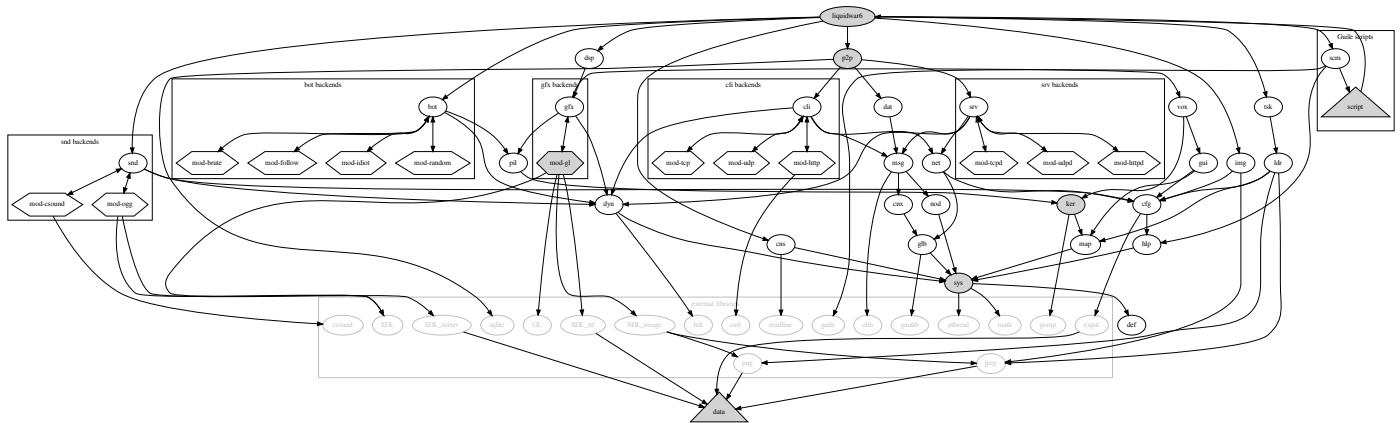 liquidwar6
Guile scripts
dsp
p2p
scm
bot backends
gfx backends
cli backends
srv backends
bot
gfx
cli
dat
srv
vox
tsk
script
snd backends
snd
mod-brute
mod-follow
mod-idiot
mod-random
pil
mod-gl
mod-tcp
mod-udp
mod-http
msg
net
mod-tcpd
mod-udpd
mod-httpd
gui
img
ldr
mod-csound
mod-ogg
dyn
cnx
nod
ker
cfg
cns
glb
map
hlp
sys
external libraries
csound
SDL
SDL_mixer
sqlite
GL
SDL_ttf
SDL_image
ltdl
curl
readline
guile
zlib
gnulib
pthread
math
gomp
expat
def
png
jpeg
data